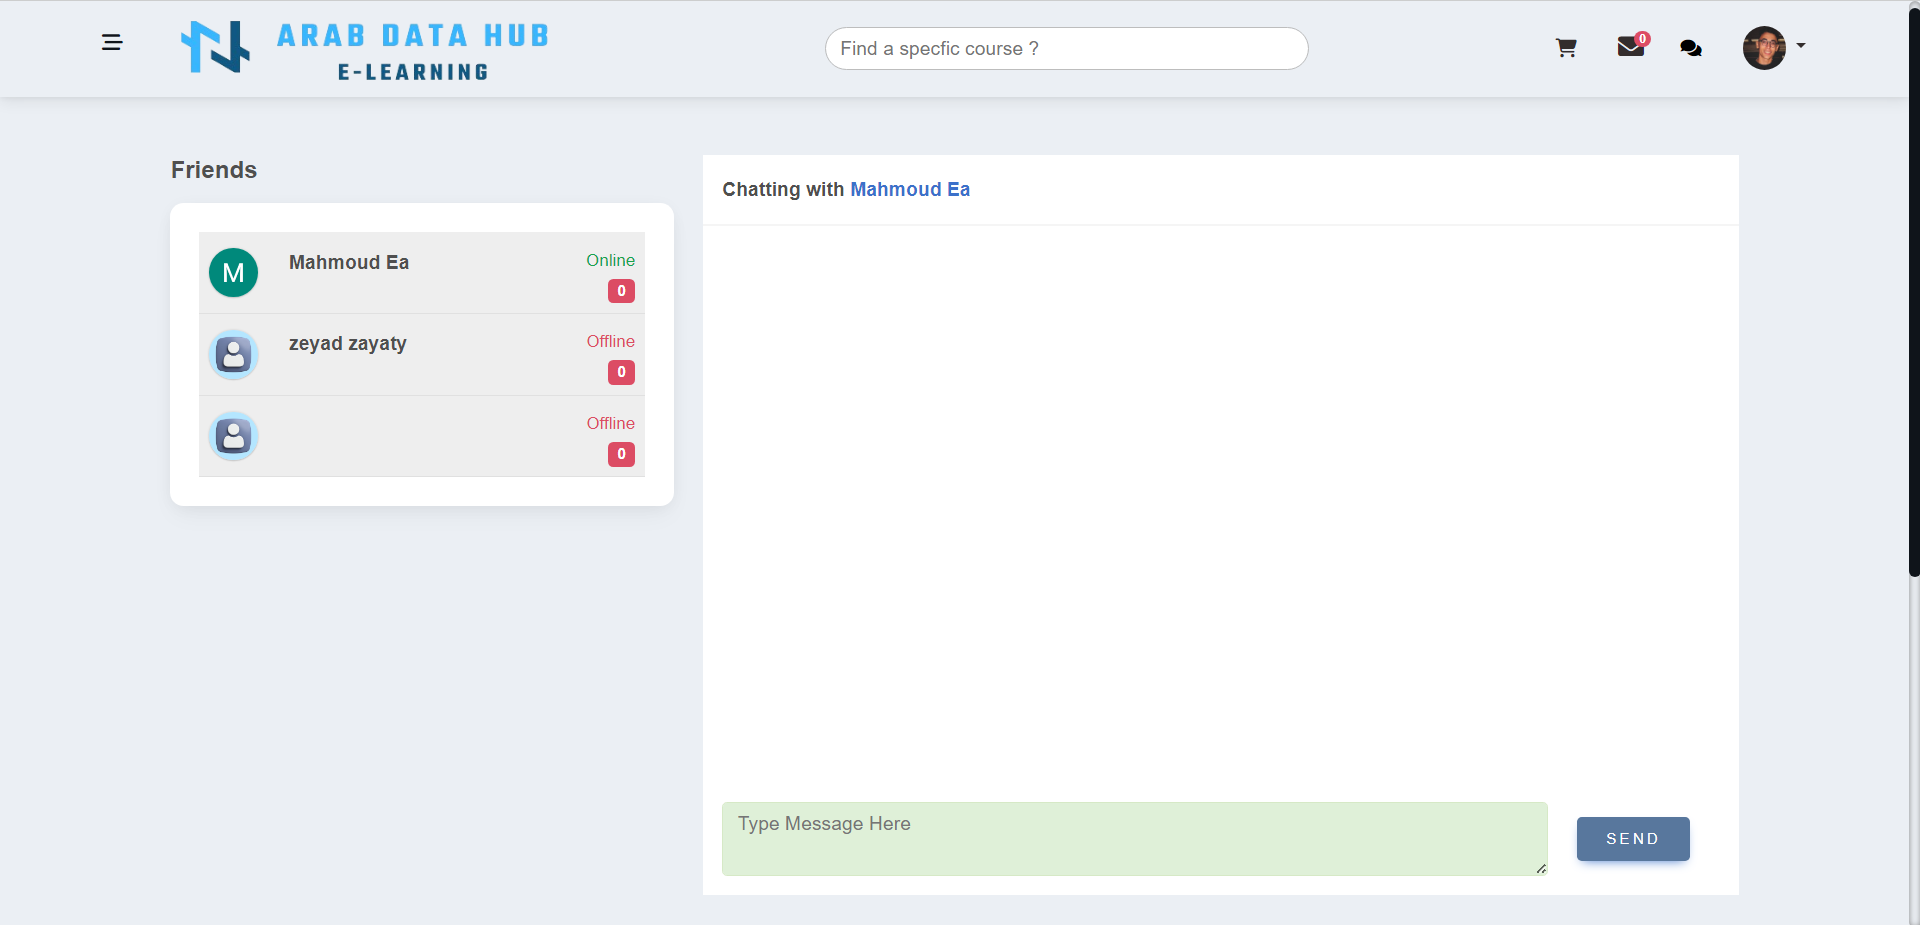 ARAB DATA HUB
E-LEARNING
Find a specfic course ?
0
Friends
Mahmoud Ea
Online
0
zeyad zayaty
Offline
0
Offline
0
M
Chatting with Mahmoud Ea
Type Message Here
SEND